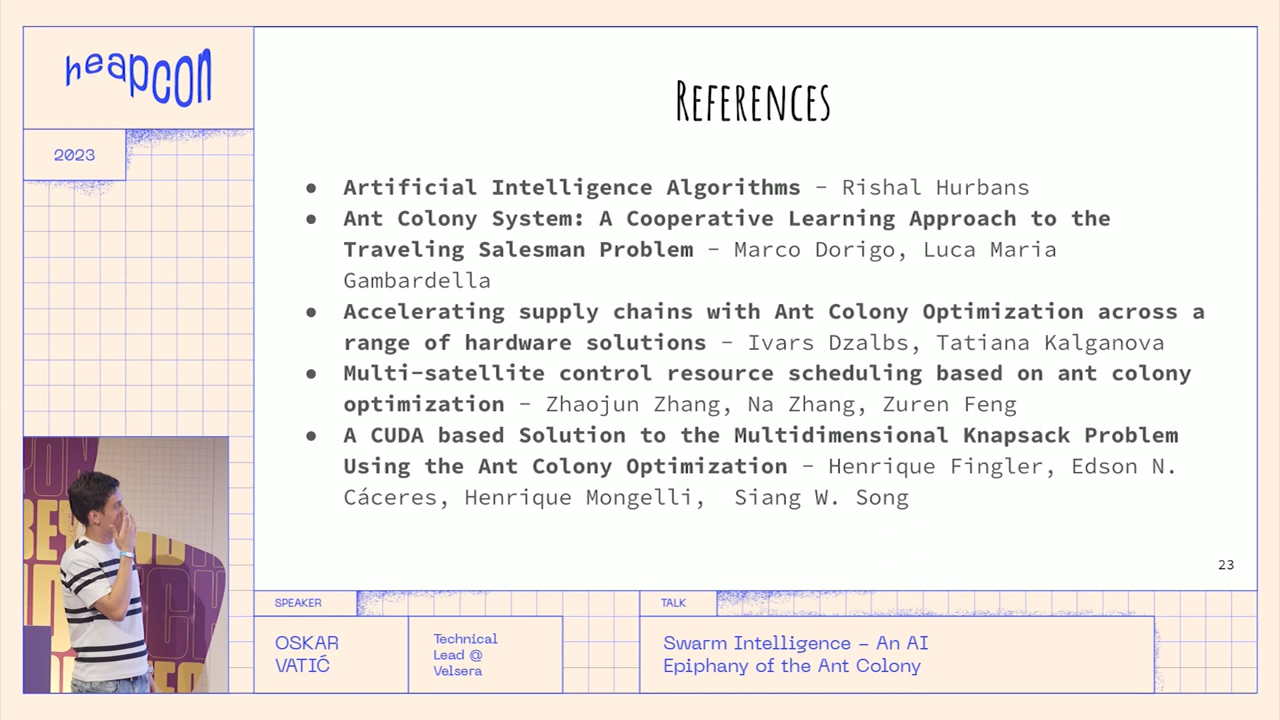 heapcon
2023
References
● Artificial Intelligence Algorithms – Rishal Hurbans
● Ant Colony System: A Cooperative Learning Approach to the
Traveling Salesman Problem – Marco Dorigo, Luca Maria
Gambardella
● Accelerating supply chains with Ant Colony Optimization across a
range of hardware solutions – Ivars Dzalbs, Tatiana Kalganova
● Multi-satellite control resource scheduling based on ant colony
optimization – Zhaojun Zhang, Na Zhang, Zuren Feng
● A CUDA based Solution to the Multidimensional Knapsack Problem
Using the Ant Colony Optimization – Henrique Fingler, Edson N.
Cáceres, Henrique Mongelli, Siang W. Song
23
SPEAKER
OSKAR
VATIĆ
Technical
Lead @
Velsera
TALK
Swarm Intelligence – An AI
Epiphany of the Ant Colony